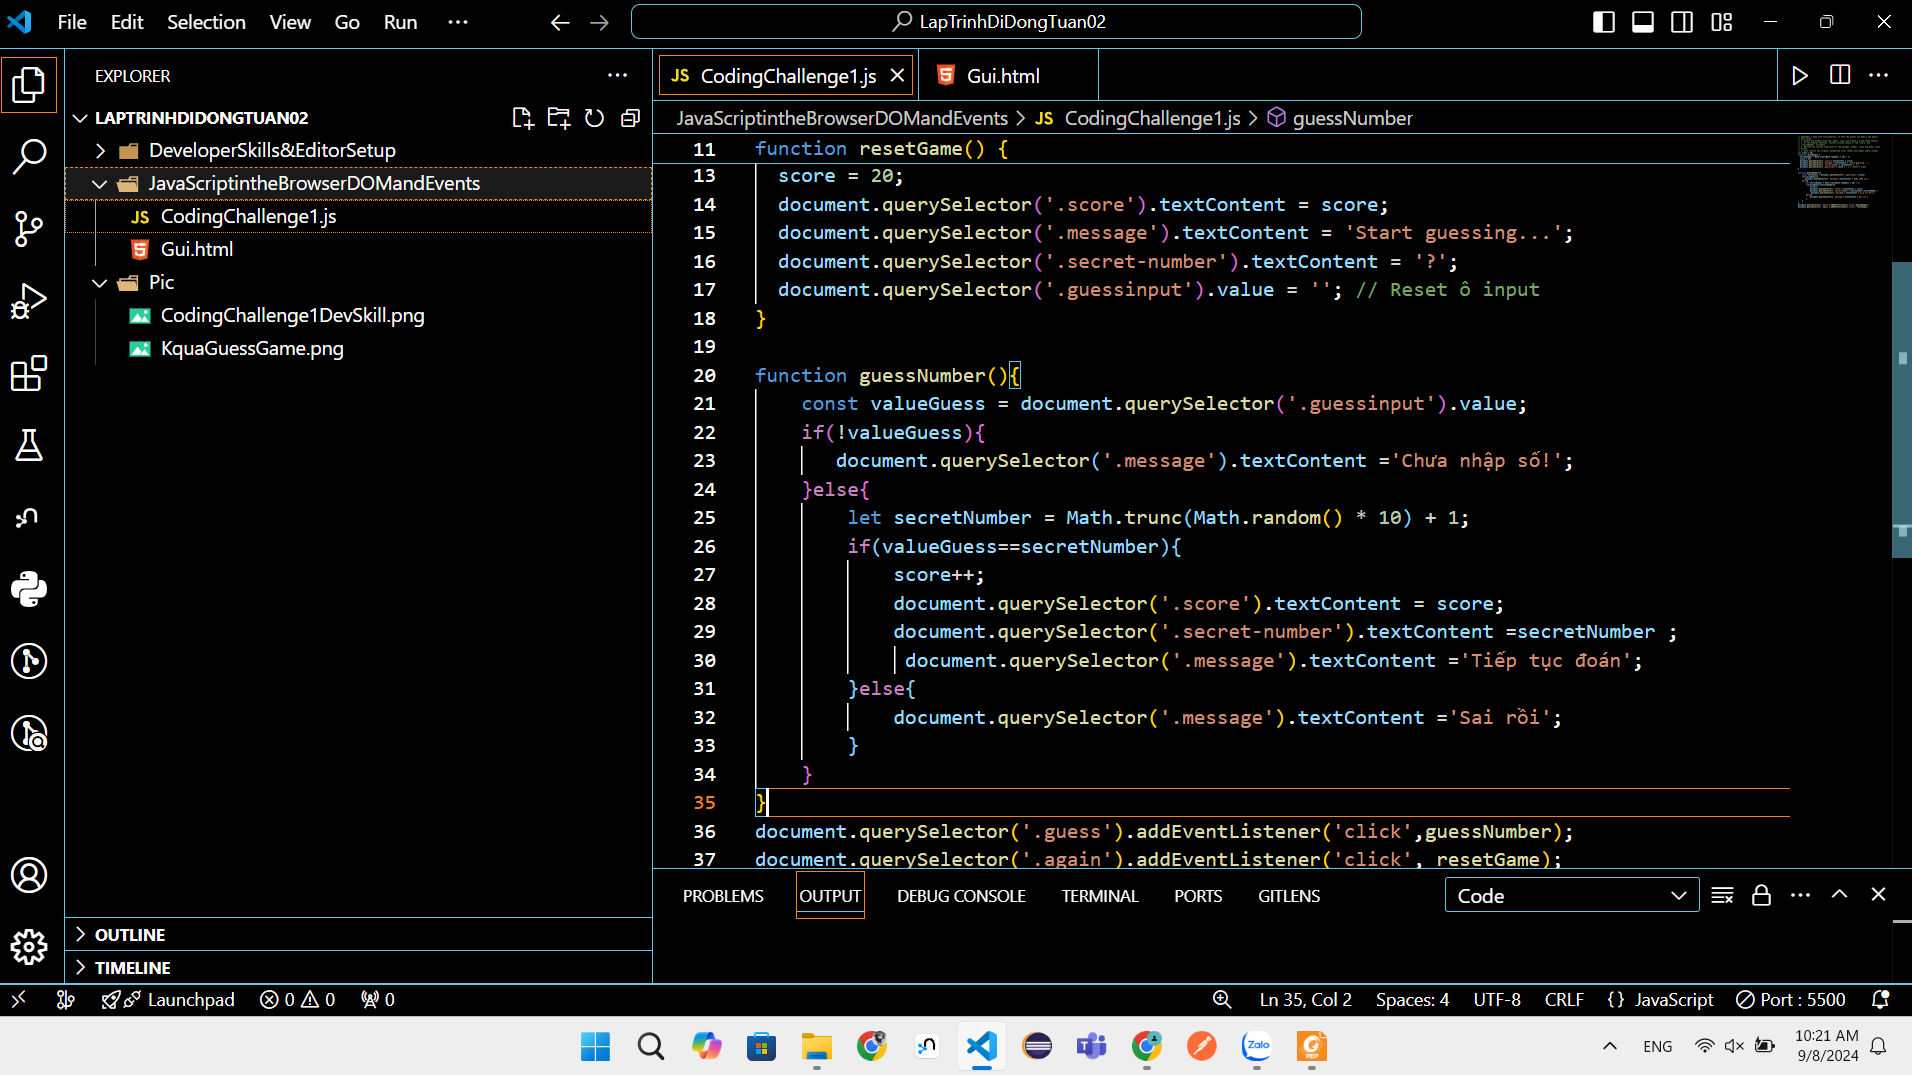 File Edit Selection View Go Run ···
LapTrinhDiDongTuan02
EXPLORER
LAPTRINHDIDONGTUAN02
DeveloperSkills&EditorSetup
JavaScriptintheBrowserDOMandEvents
JS CodingChallenge1.js
Gui.html
Pic
CodingChallenge1DevSkill.png
KquaGuessGame.png
OUTLINE
TIMELINE
JS CodingChallenge1.js
Gui.html
JavaScriptintheBrowserDOMandEvents > JS CodingChallenge1.js > guessNumber
11 function resetGame() {
13 score = 20;
14 document.querySelector('.score').textContent = score;
15 document.querySelector('.message').textContent = 'Start guessing...';
16 document.querySelector('.secret-number').textContent = '?';
17 document.querySelector('.guessinput').value = ''; // Reset ô input
18 }
19
20 function guessNumber(){
21 const valueGuess = document.querySelector('.guessinput').value;
22 if(!valueGuess){
23 document.querySelector('.message').textContent ='Chưa nhập số!';
24 }else{
25 let secretNumber = Math.trunc(Math.random() * 10) + 1;
26 if(valueGuess==secretNumber){
27 score++;
28 document.querySelector('.score').textContent = score;
29 document.querySelector('.secret-number').textContent =secretNumber ;
30 document.querySelector('.message').textContent ='Tiếp tục đoán';
31 }else{
32 document.querySelector('.message').textContent ='Sai rồi';
33 }
34 }
35 }
36 document.querySelector('.guess').addEventListener('click',guessNumber);
37 document.querySelector('.again').addEventListener('click', resetGame);
PROBLEMS OUTPUT DEBUG CONSOLE TERMINAL PORTS GITLENS
Code
Launchpad 0 0 0
Ln 35, Col 2 Spaces: 4 UTF-8 CRLF {} JavaScript Port : 5500
Zalo
PDF
ENG
10:21 AM
9/8/2024